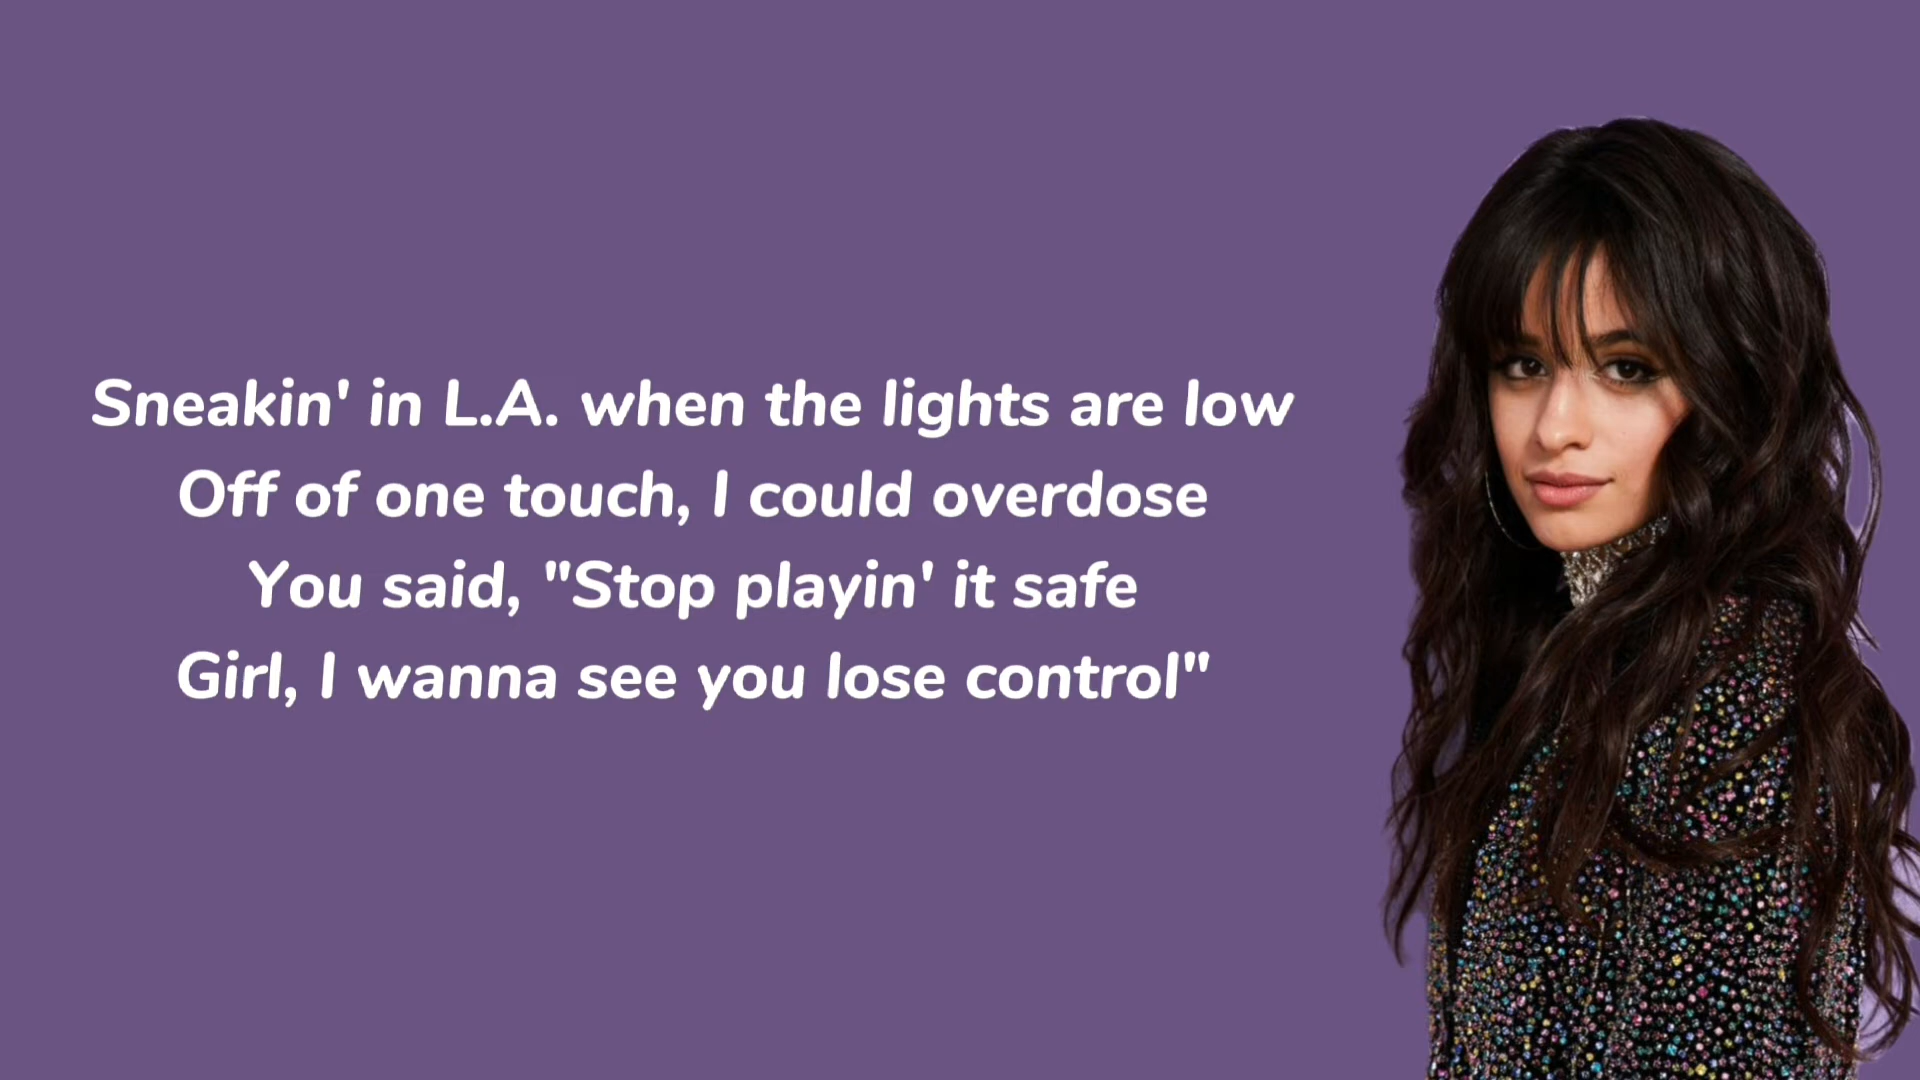 Sneakin' in L.A. when the lights are low
Off of one touch, I could overdose
You said, "Stop playin' it safe
Girl, I wanna see you lose control"